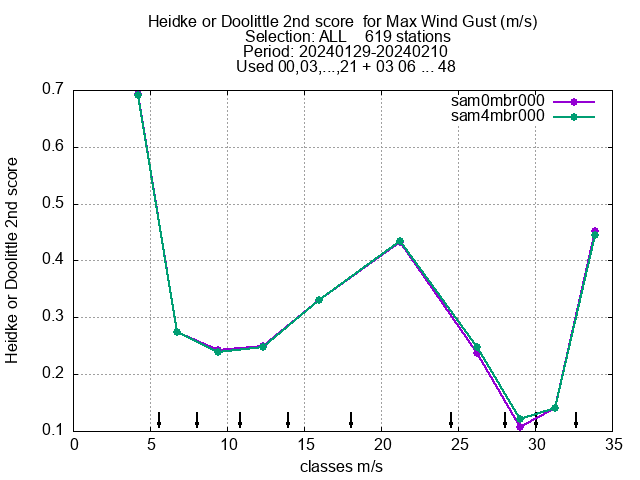 Heidke or Doolittle 2nd score  for Max Wind Gust (m/s)
Selection: ALL    619 stations
Period: 20240129-20240210
Used 00,03,...,21 + 03 06 ... 48
sam0mbr000
sam4mbr000
Heidke or Doolittle 2nd score
0.7
0.6
0.5
0.4
0.3
0.2
0.1
0 5 10 15 20 25 30 35
classes m/s